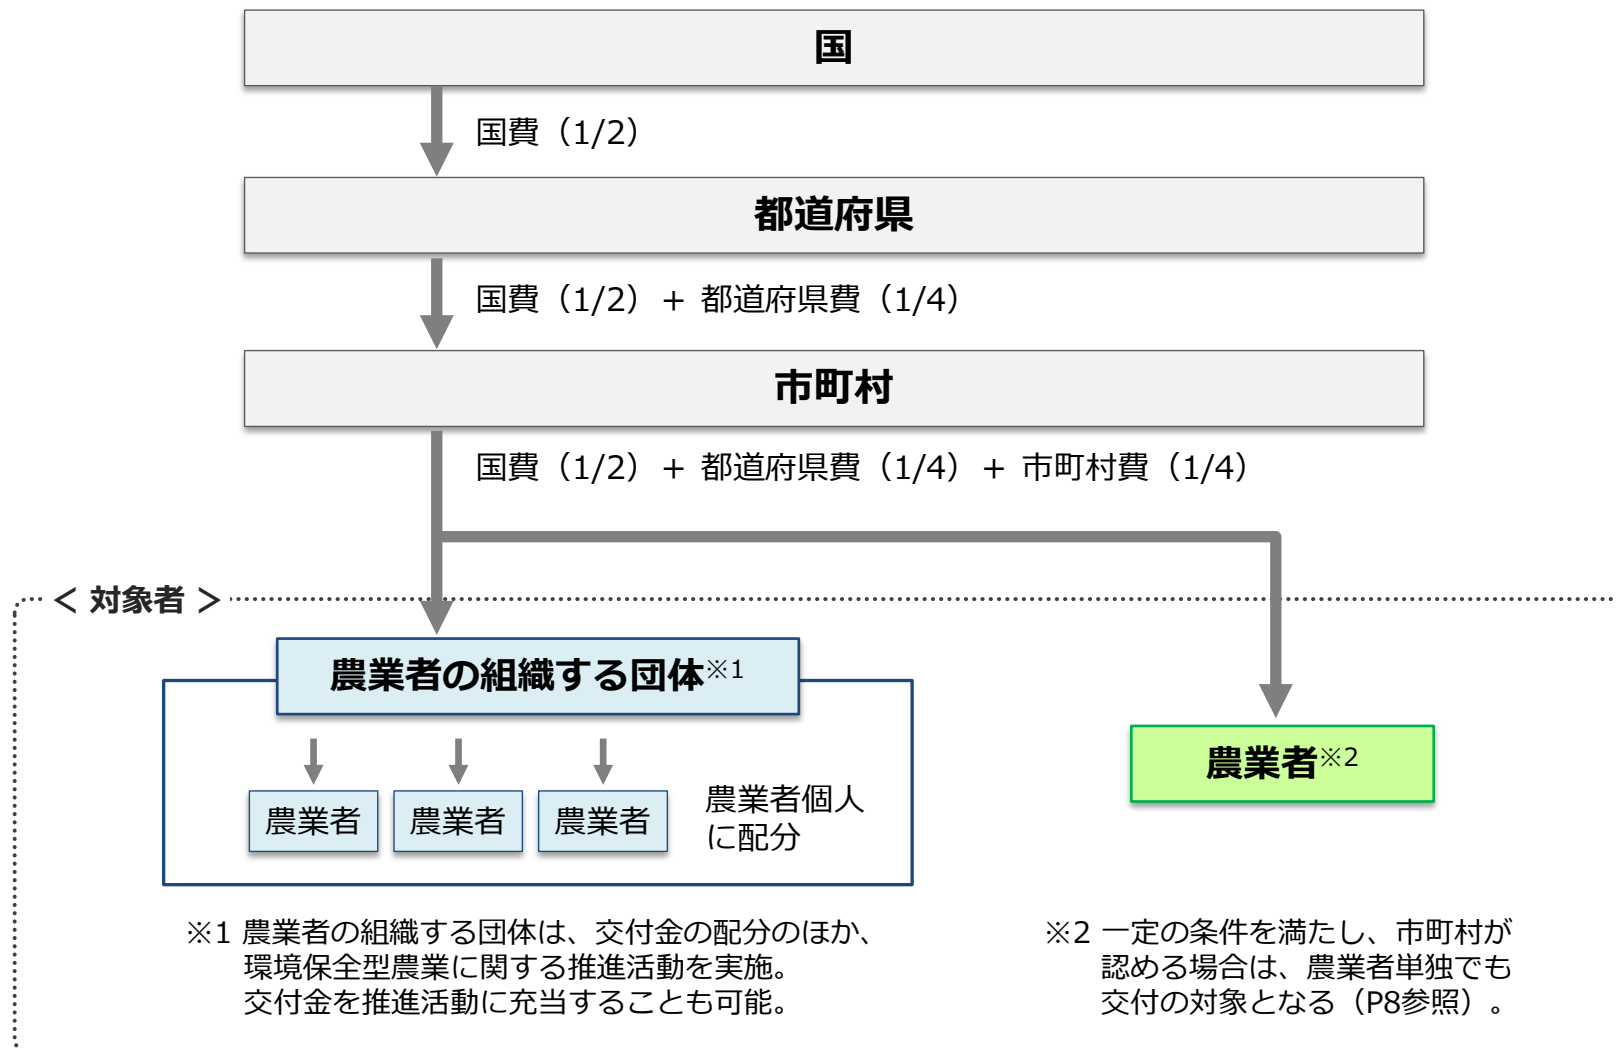 国
国費（1/2）
都道府県
国費（1/2）＋ 都道府県費（1/4）
市町村
国費（1/2）＋ 都道府県費（1/4）＋ 市町村費（1/4）
＜ 対象者 ＞
農業者の組織する団体※1
農業者 農業者 農業者
農業者個人
に配分
農業者※2
※1 農業者の組織する団体は、交付金の配分のほか、
環境保全型農業に関する推進活動を実施。
交付金を推進活動に充当することも可能。
※2 一定の条件を満たし、市町村が
認める場合は、農業者単独でも
交付の対象となる（P8参照）。